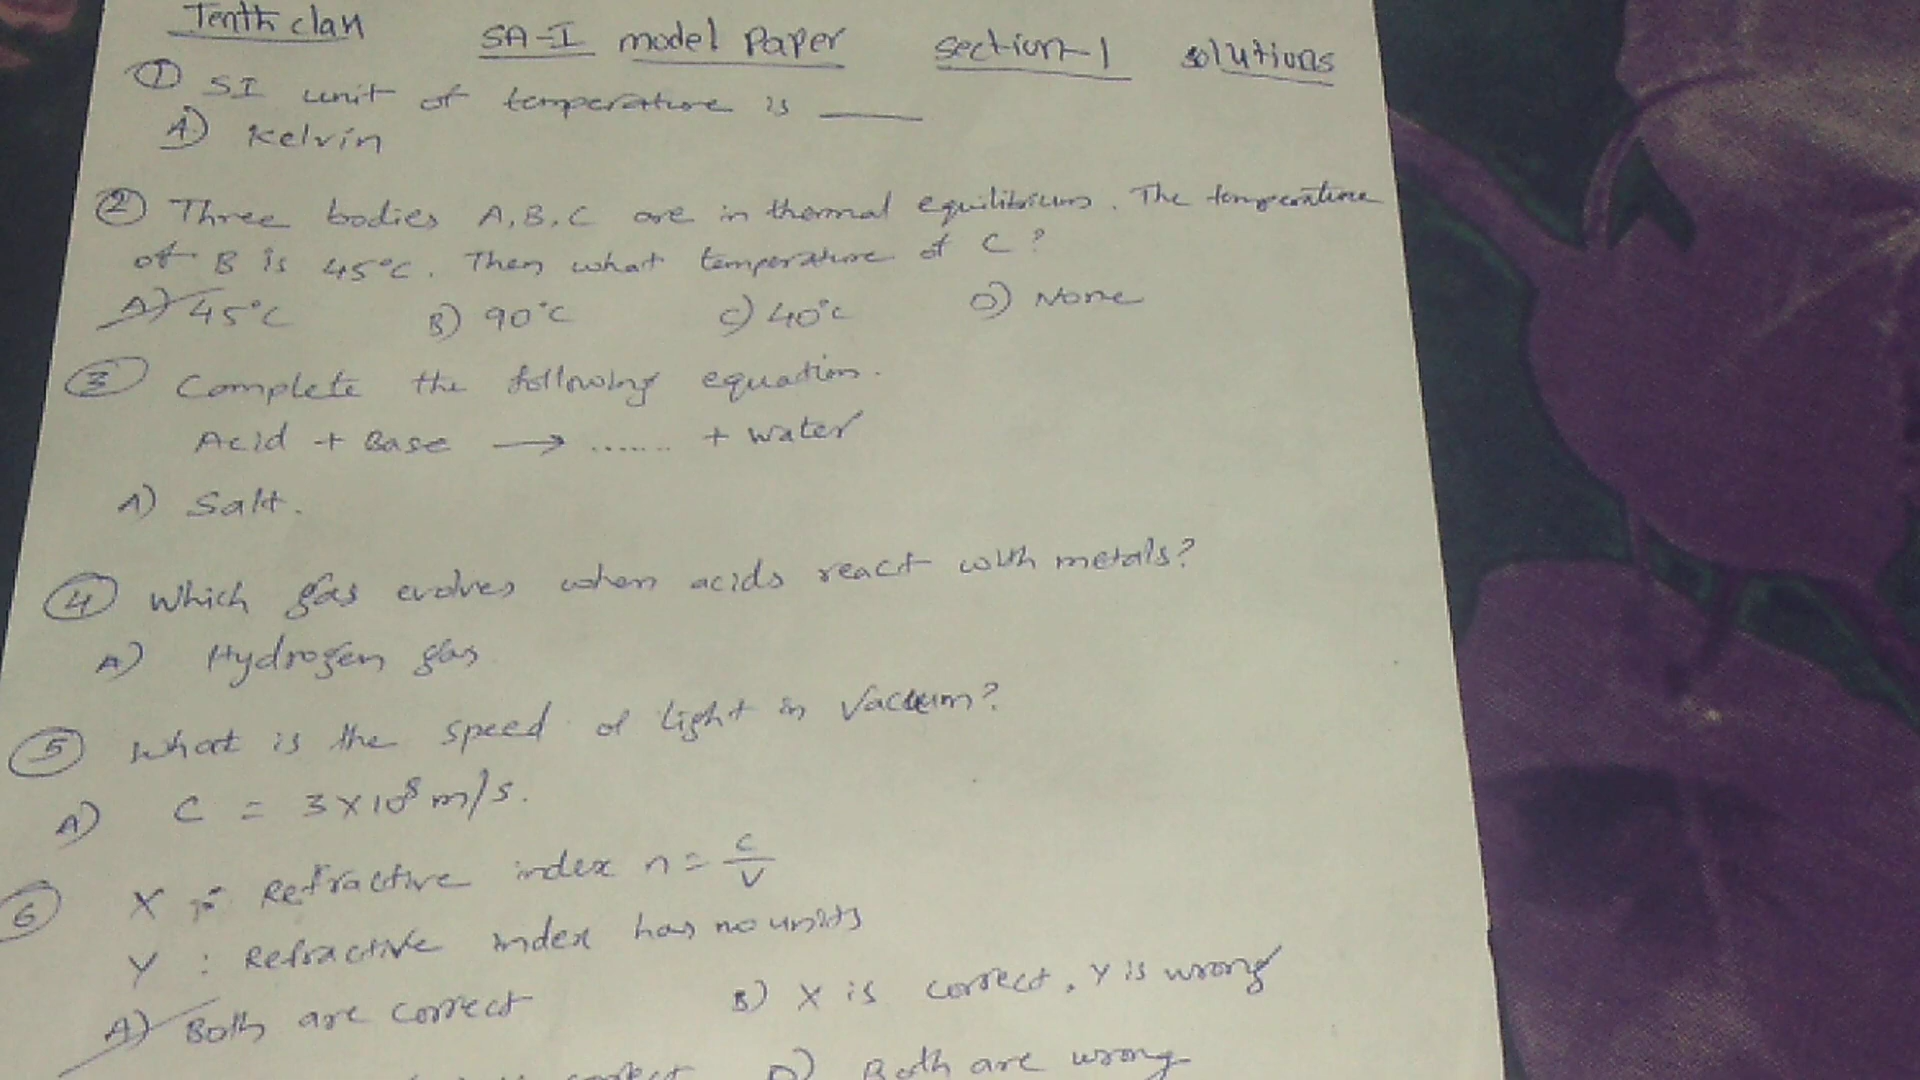 Tenth class SA-I model Paper section-1 solutions
① SI unit of temperature is ____
A) Kelvin
② Three bodies A, B, C are in thermal equilibrium. The temperature
of B is 45°C. Then what temperature of C?
A) 45°C B) 90°C C) 40°C D) None
③ Complete the following equation.
Acid + Base → ....... + water
A) Salt.
④ Which gas evolves when acids react with metals?
A) Hydrogen gas
⑤ What is the speed of light in Vacuum?
A) C = 3 X 10⁸ m/s.
⑥ X : Refractive index n = C/V
Y : Refractive index has no units
A) Both are correct B) X is correct, Y is wrong
correct D) Both are wrong